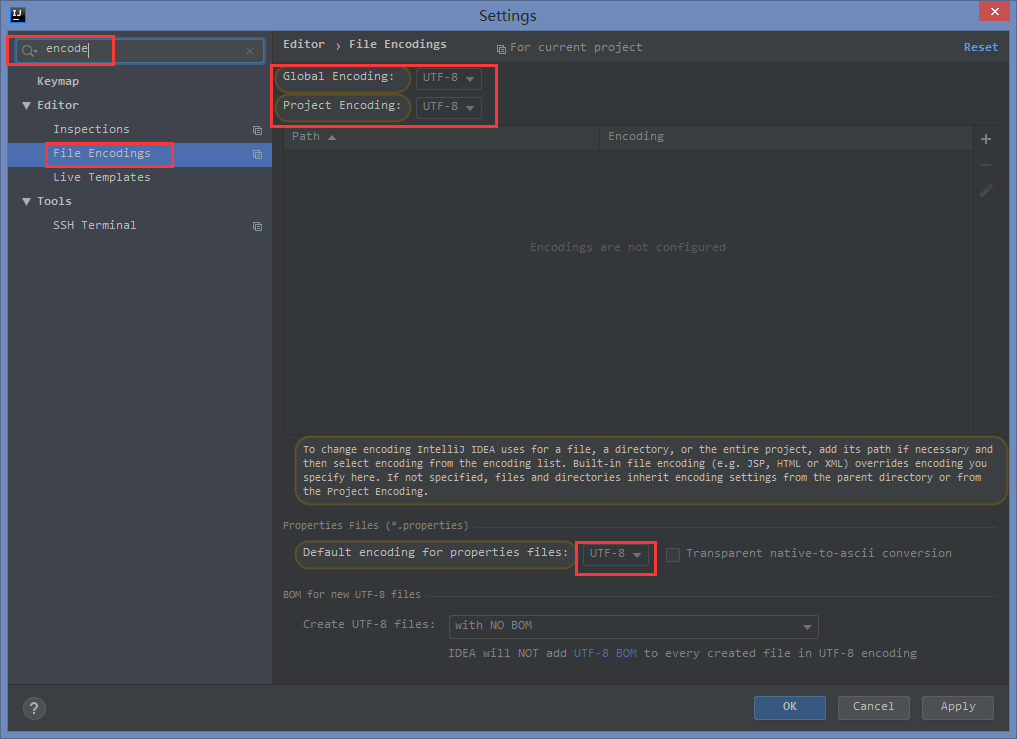 IJ
Settings
encode
Keymap
Editor
Inspections
File Encodings
Live Templates
Tools
SSH Terminal
Editor › File Encodings
For current project
Reset
Global Encoding: UTF-8
Project Encoding: UTF-8
Path Encoding
Encodings are not configured
To change encoding IntelliJ IDEA uses for a file, a directory, or the entire project, add its path if necessary and
then select encoding from the encoding list. Built-in file encoding (e.g. JSP, HTML or XML) overrides encoding you
specify here. If not specified, files and directories inherit encoding settings from the parent directory or from
the Project Encoding.
Properties Files (*.properties)
Default encoding for properties files: UTF-8 Transparent native-to-ascii conversion
BOM for new UTF-8 files
Create UTF-8 files: with NO BOM
IDEA will NOT add UTF-8 BOM to every created file in UTF-8 encoding
?
OK Cancel Apply